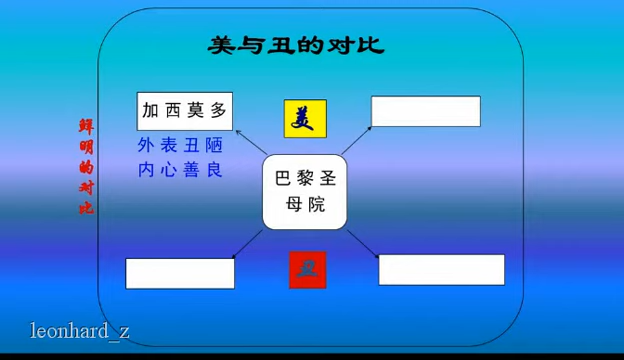 美与丑的对比
加西莫多
美
外表丑陋
内心善良
鲜明的对比
巴黎圣
母院
丑
leonhard_z